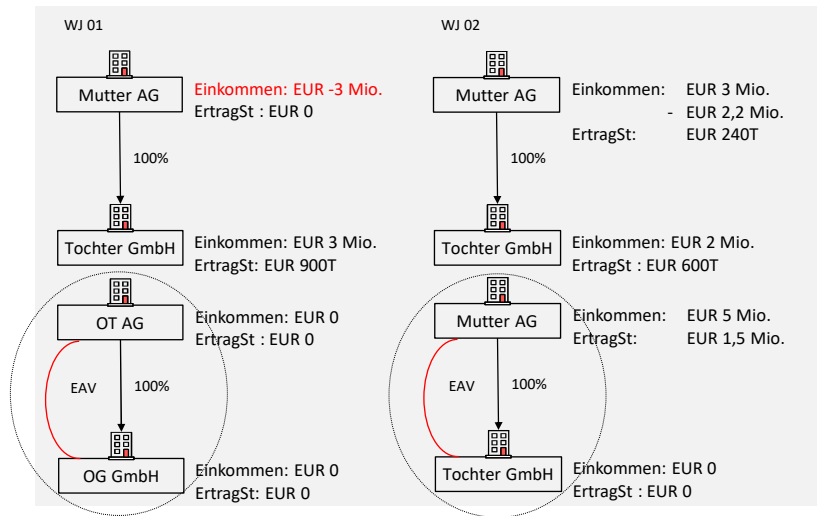 WJ 01
Mutter AG
Einkommen: EUR -3 Mio.
ErtragSt : EUR 0
100%
Tochter GmbH
Einkommen: EUR 3 Mio.
ErtragSt: EUR 900T
OT AG
Einkommen: EUR 0
ErtragSt : EUR 0
EAV
100%
OG GmbH
Einkommen: EUR 0
ErtragSt: EUR 0
WJ 02
Mutter AG
Einkommen: EUR 3 Mio.
- EUR 2,2 Mio.
ErtragSt: EUR 240T
100%
Tochter GmbH
Einkommen: EUR 2 Mio.
ErtragSt : EUR 600T
Mutter AG
Einkommen: EUR 5 Mio.
ErtragSt: EUR 1,5 Mio.
EAV
100%
Tochter GmbH
Einkommen: EUR 0
ErtragSt : EUR 0